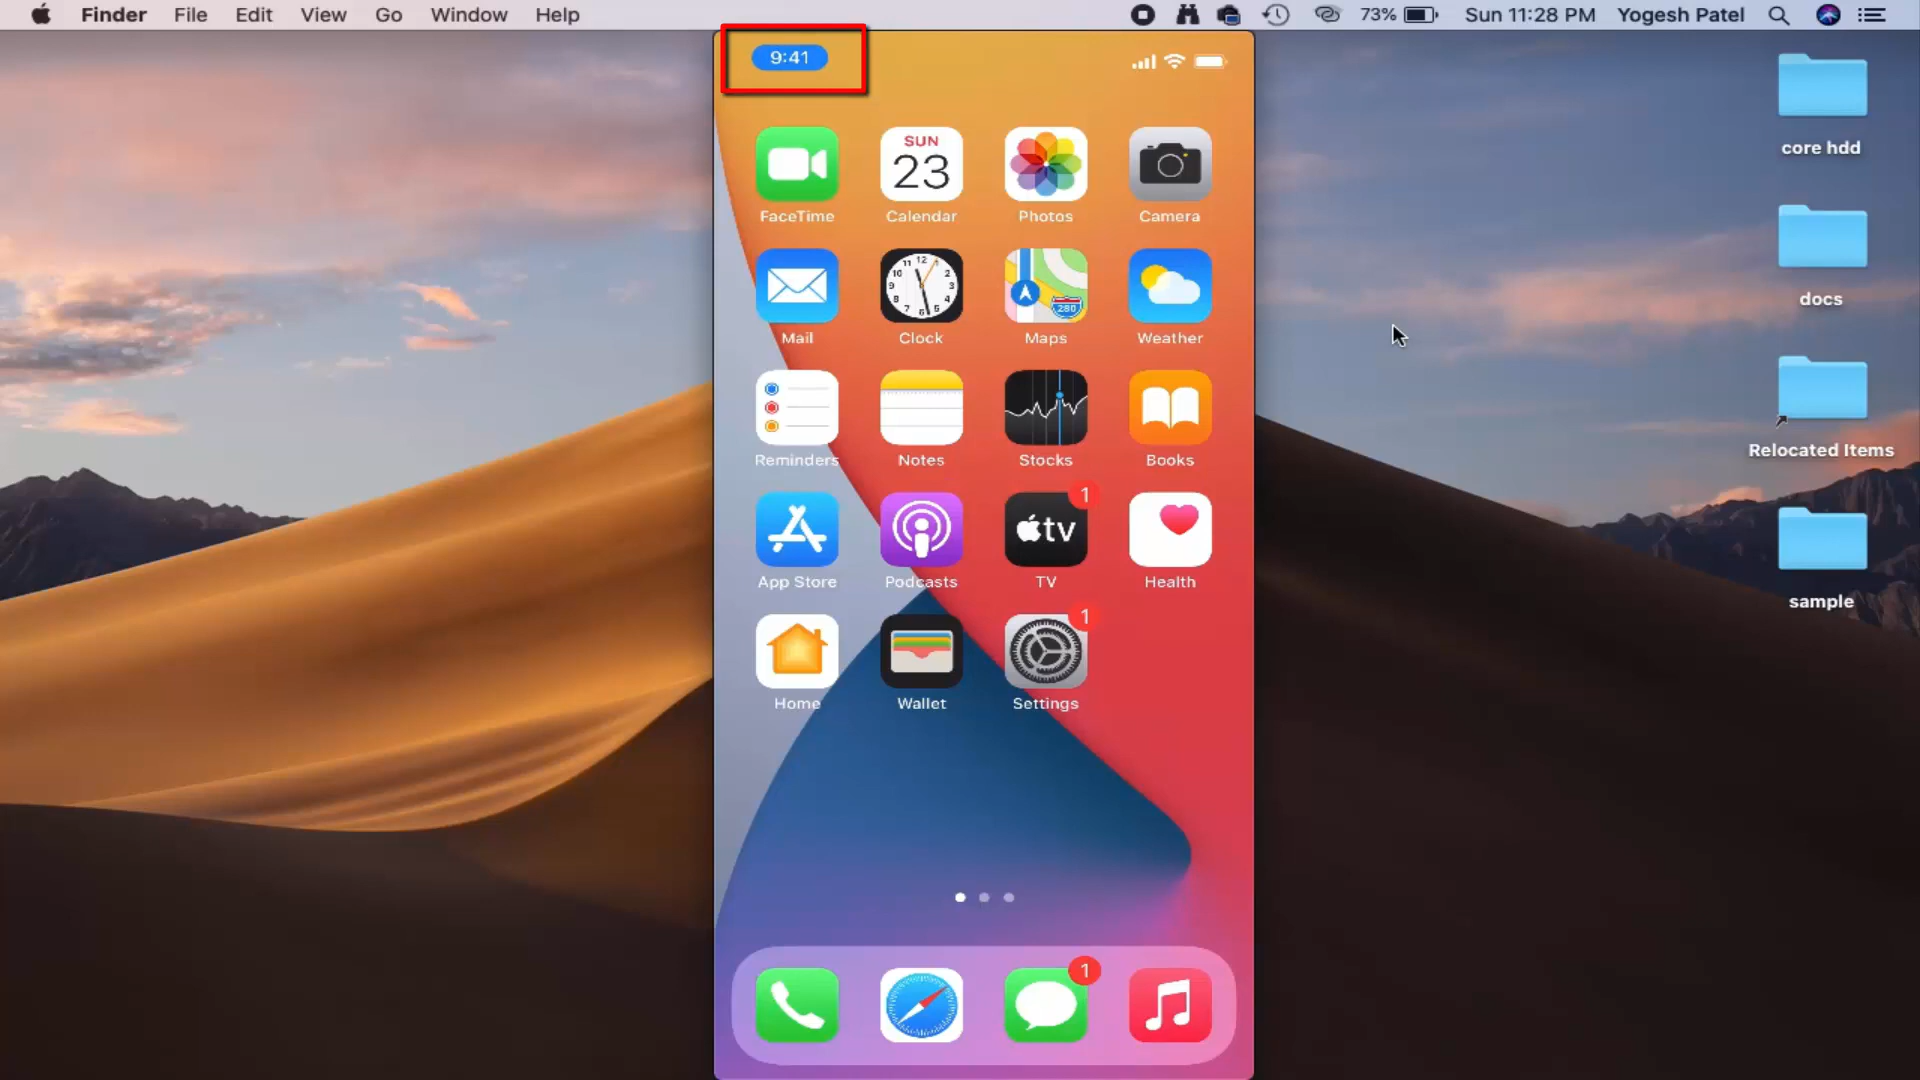 Finder File Edit View Go Window Help 73% Sun 11:28 PM Yogesh Patel
9:41
SUN
23
FaceTime Calendar Photos Camera
280
Mail Clock Maps Weather
Reminders Notes Stocks Books
1
tv
App Store Podcasts TV Health
1
Home Wallet Settings
1
core hdd
docs
Relocated Items
sample